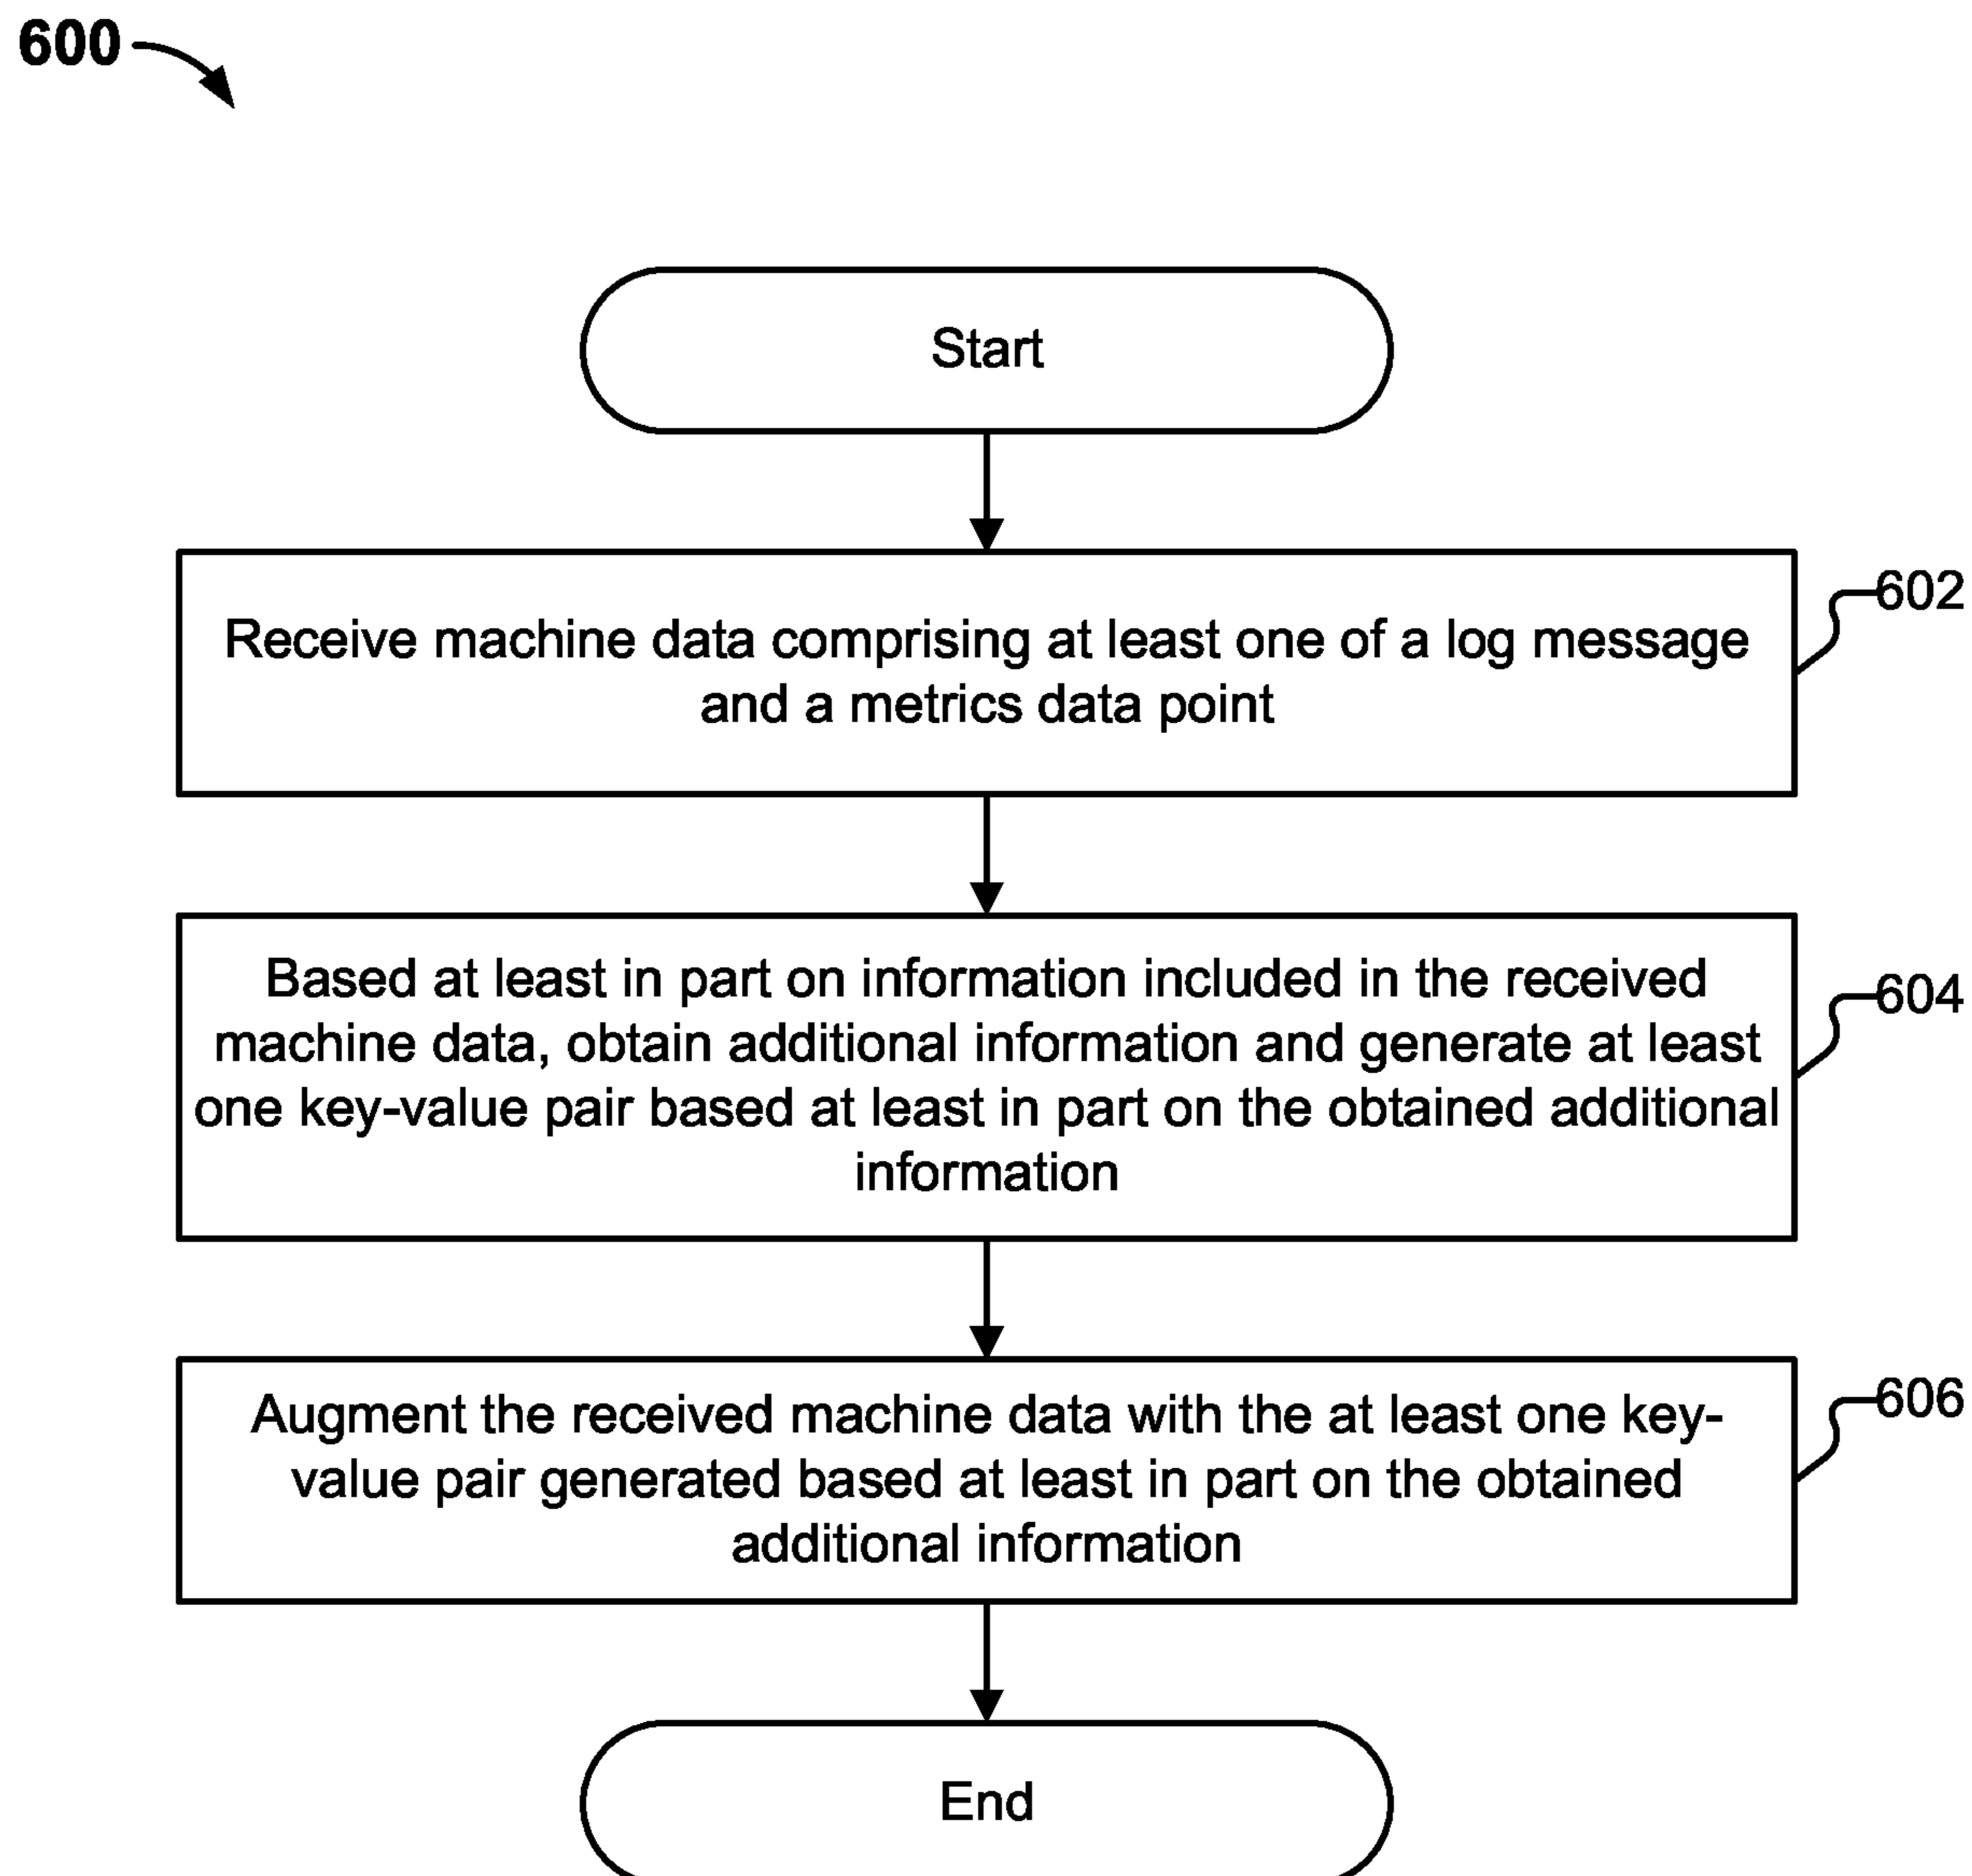 600
Start
602
Receive machine data comprising at least one of a log message
and a metrics data point
604
Based at least in part on information included in the received
machine data, obtain additional information and generate at least
one key-value pair based at least in part on the obtained additional
information
606
Augment the received machine data with the at least one key-
value pair generated based at least in part on the obtained
additional information
End